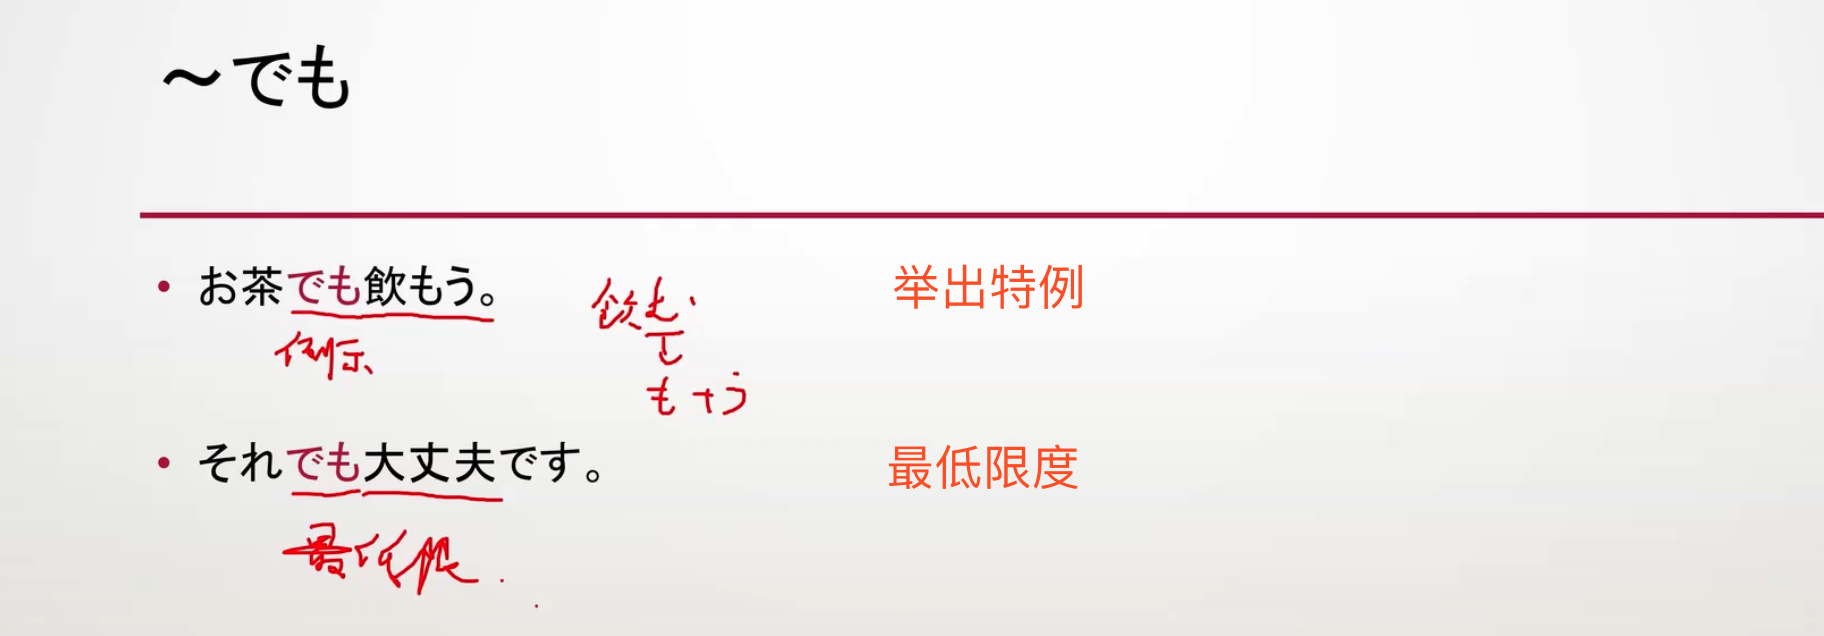 ～でも
• お茶でも飲もう。 飲む 举出特例
例示 て
も+う
• それでも大丈夫です。 最低限度
最低限.